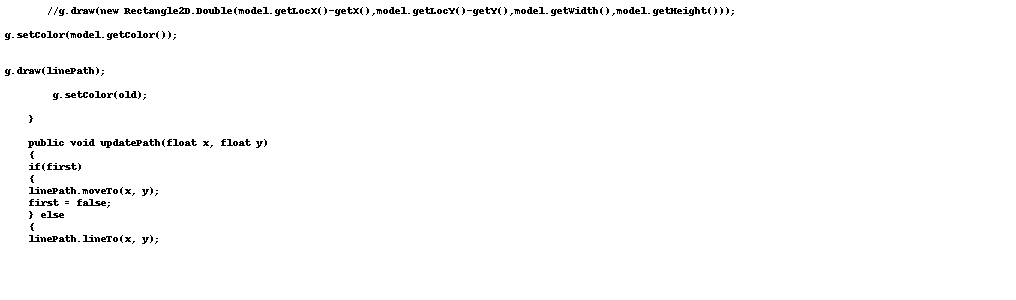 //g.draw(new Rectangle2D.Double(model.getLocX()-getX(),model.getLocY()-getY(),model.getWidth(),model.getHeight()));
g.setColor(model.getColor());
g.draw(linePath);
g.setColor(old);
}
public void updatePath(float x, float y)
{
if(first)
{
linePath.moveTo(x, y);
first = false;
} else
{
linePath.lineTo(x, y);